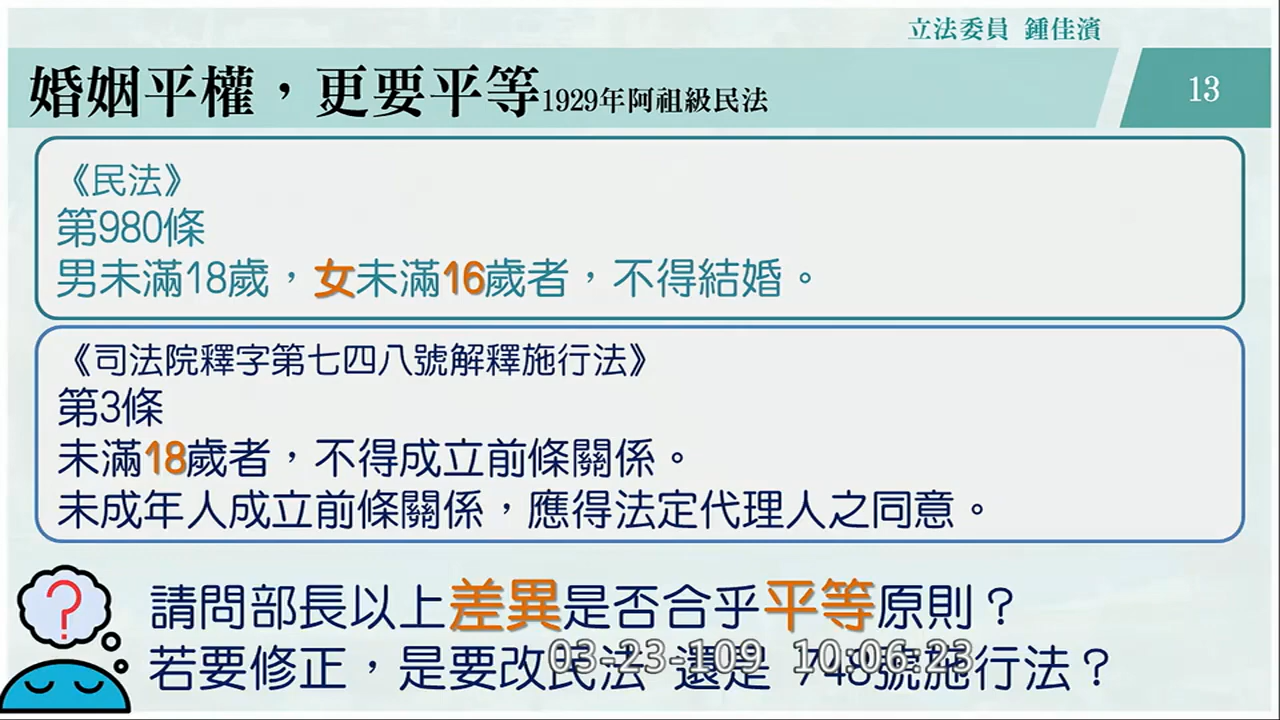 立法委員 鍾佳濱
婚姻平權，更要平等1929年阿祖級民法
13
《民法》
第980條
男未滿18歲，女未滿16歲者，不得結婚。
《司法院釋字第七四八號解釋施行法》
第3條
未滿18歲者，不得成立前條關係。
未成年人成立前條關係，應得法定代理人之同意。
?
請問部長以上差異是否合乎平等原則？
若要修正，是要改民法 還是 748號施行法？
03-23-109 10:06:23